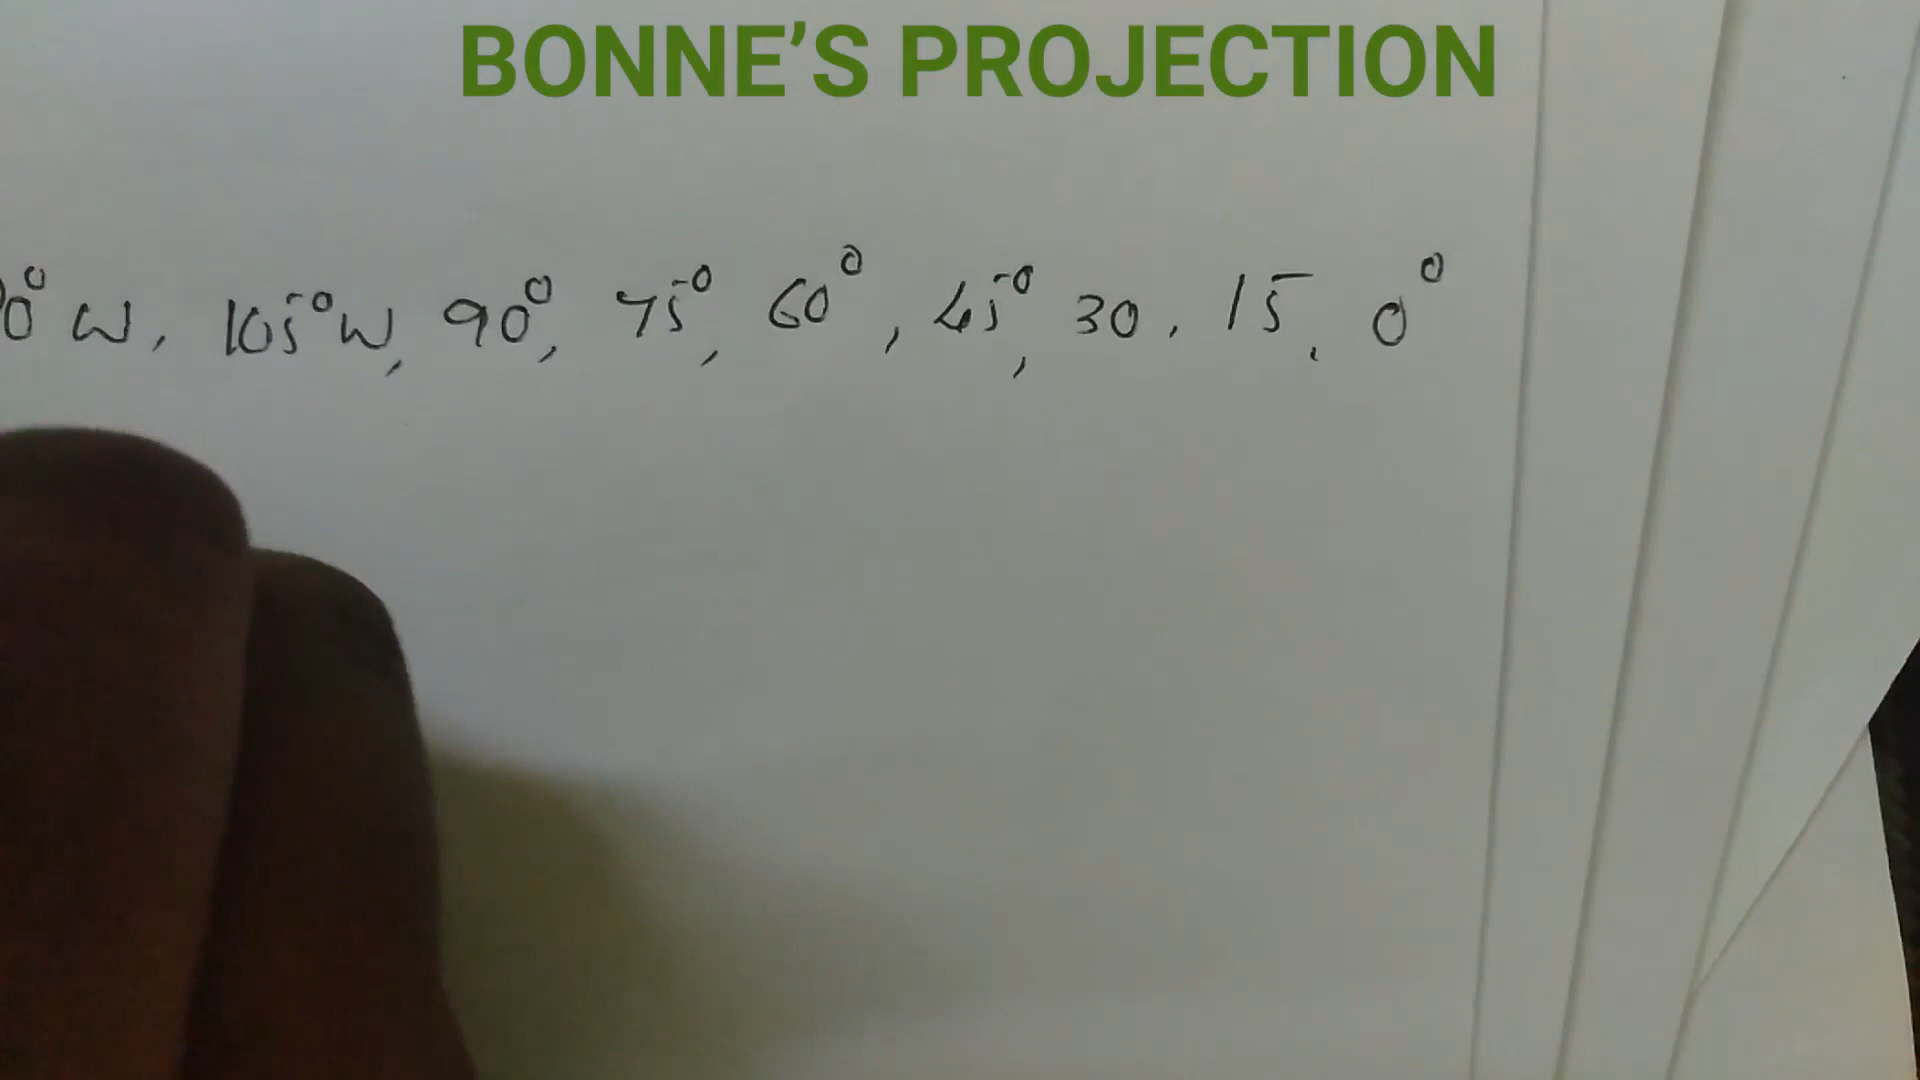 BONNE’S PROJECTION
0° W, 105°W, 90°, 75°, 60°, 45°, 30, 15, 0°